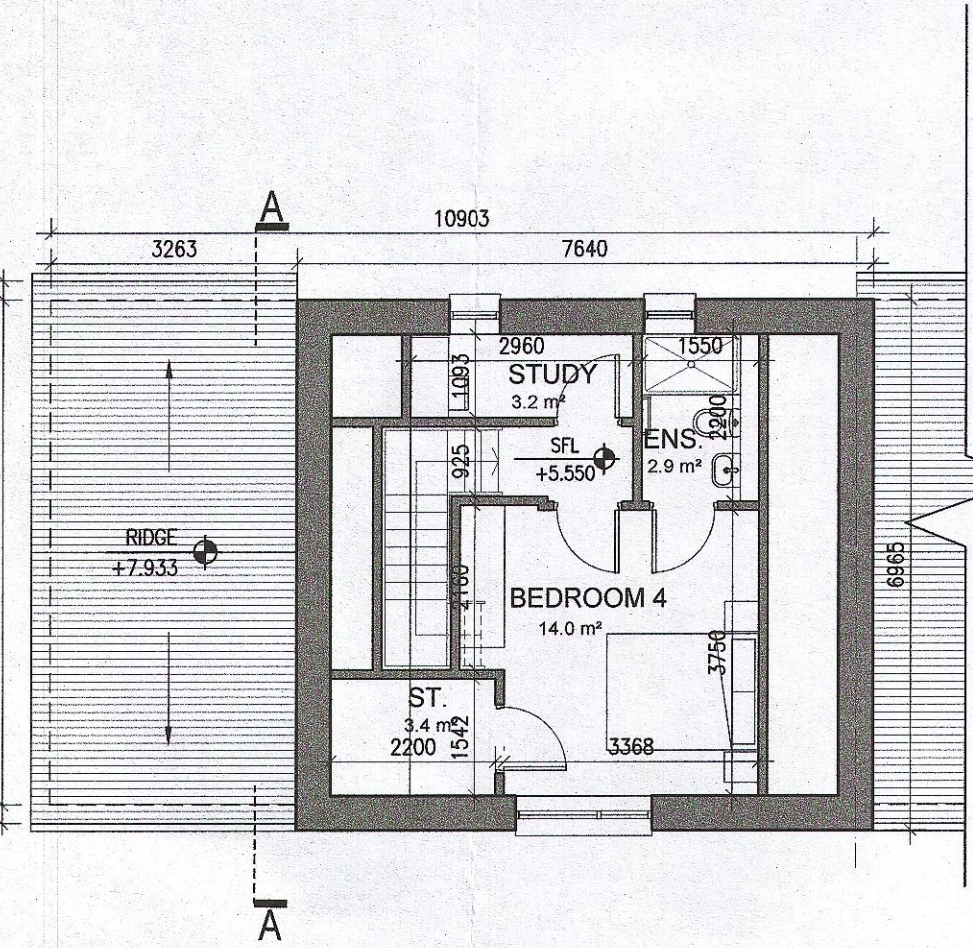 A
10903
3263
7640
2960
1550
1093
STUDY
3.2 m²
2200
ENS.
2.9 m²
925
SFL
+5.550
RIDGE
+7.933
6965
2160
BEDROOM 4
14.0 m²
3750
ST.
3.4 m²
1542
2200
3368
A